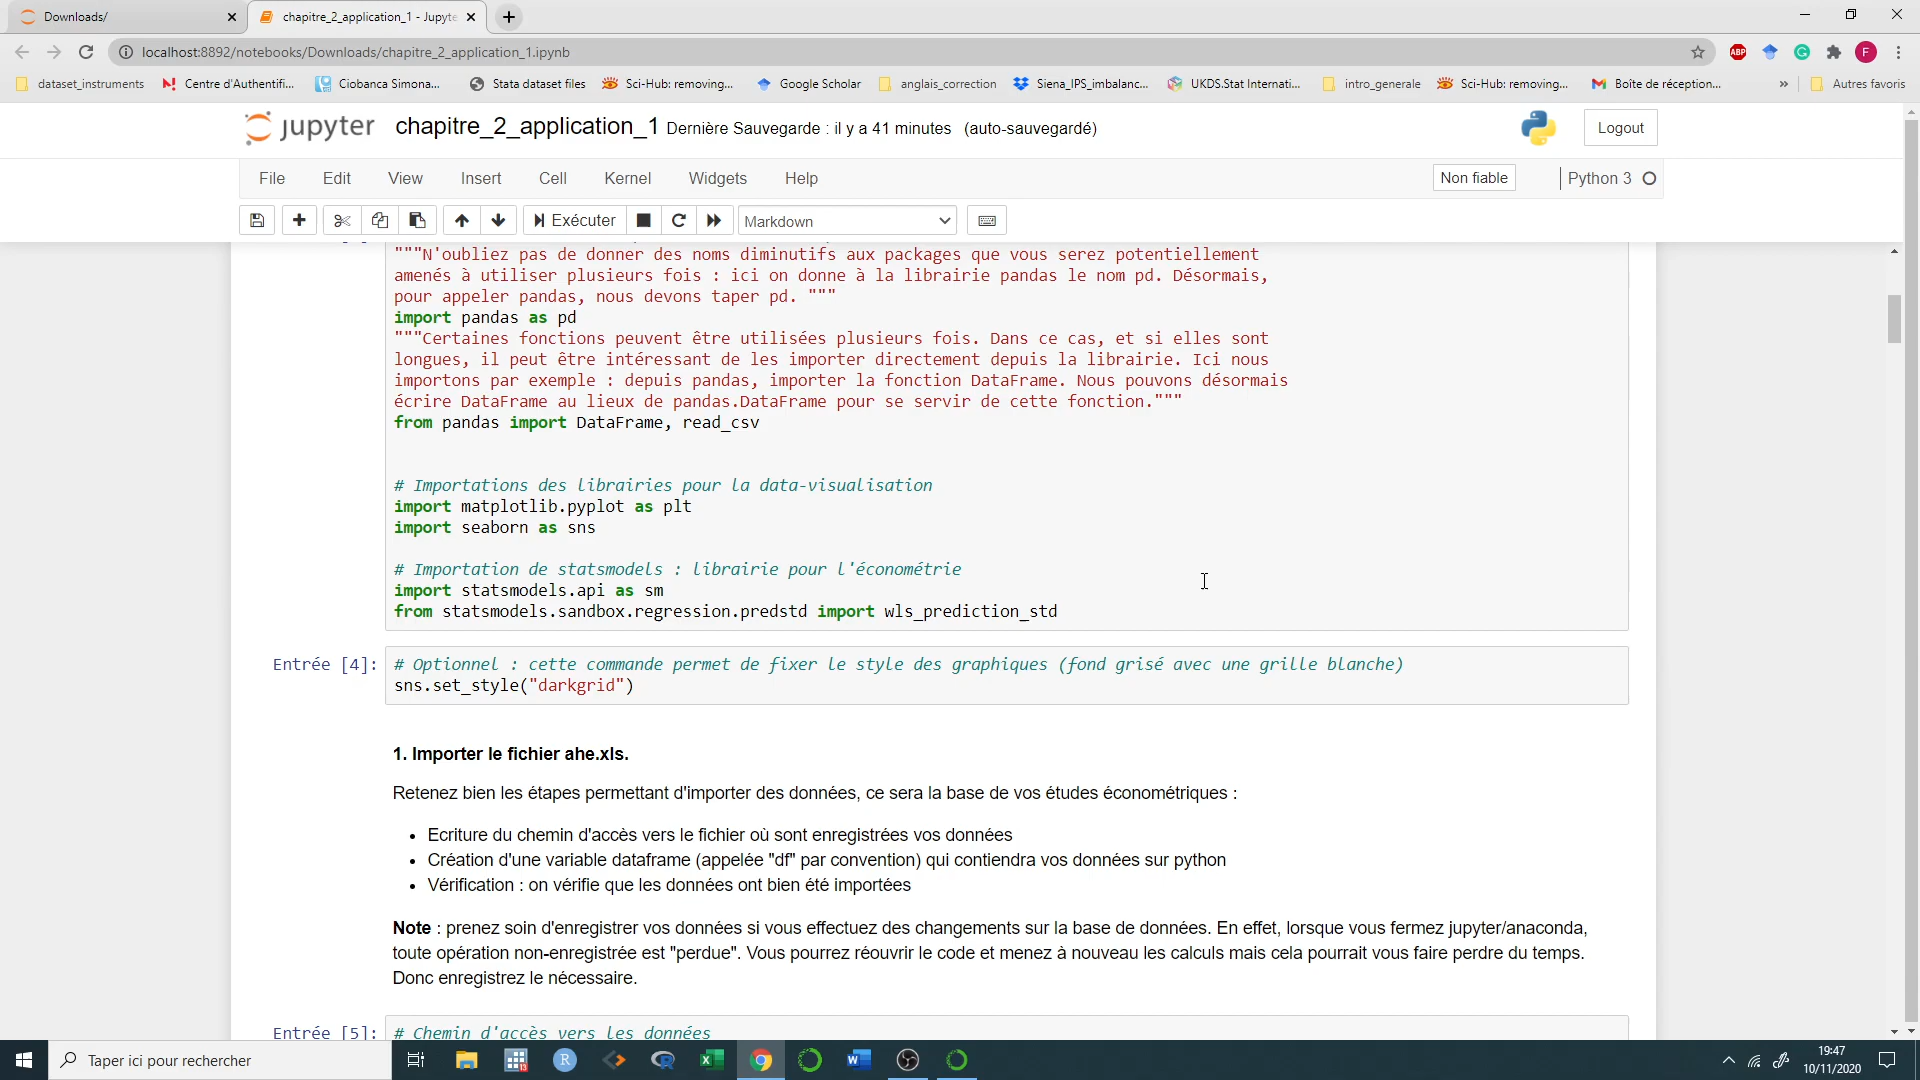 Downloads/
chapitre_2_application_1 - Jupyte
localhost:8892/notebooks/Downloads/chapitre_2_application_1.ipynb
ABP
F
dataset_instruments
Centre d'Authentifi...
Ciobanca Simona...
Stata dataset files
Sci-Hub: removing...
Google Scholar
anglais_correction
Siena_IPS_imbalanc...
UKDS.Stat Internati...
intro_generale
Sci-Hub: removing...
Boîte de réception...
»
Autres favoris
jupyter chapitre_2_application_1 Dernière Sauvegarde : il y a 41 minutes (auto-sauvegardé)
Logout
File Edit View Insert Cell Kernel Widgets Help
Non fiable
Python 3
Exécuter
Markdown
"""N'oubliez pas de donner des noms diminutifs aux packages que vous serez potentiellement
amenés à utiliser plusieurs fois : ici on donne à la librairie pandas le nom pd. Désormais,
pour appeler pandas, nous devons taper pd. """
import pandas as pd
"""Certaines fonctions peuvent être utilisées plusieurs fois. Dans ce cas, et si elles sont
longues, il peut être intéressant de les importer directement depuis la librairie. Ici nous
importons par exemple : depuis pandas, importer la fonction DataFrame. Nous pouvons désormais
écrire DataFrame au lieux de pandas.DataFrame pour se servir de cette fonction."""
from pandas import DataFrame, read_csv
# Importations des librairies pour la data-visualisation
import matplotlib.pyplot as plt
import seaborn as sns
# Importation de statsmodels : librairie pour l'économétrie
import statsmodels.api as sm
from statsmodels.sandbox.regression.predstd import wls_prediction_std
Entrée [4]: # Optionnel : cette commande permet de fixer le style des graphiques (fond grisé avec une grille blanche)
sns.set_style("darkgrid")
1. Importer le fichier ahe.xls.
Retenez bien les étapes permettant d'importer des données, ce sera la base de vos études économétriques :
• Ecriture du chemin d'accès vers le fichier où sont enregistrées vos données
• Création d'une variable dataframe (appelée "df" par convention) qui contiendra vos données sur python
• Vérification : on vérifie que les données ont bien été importées
Note : prenez soin d'enregistrer vos données si vous effectuez des changements sur la base de données. En effet, lorsque vous fermez jupyter/anaconda,
toute opération non-enregistrée est "perdue". Vous pourrez réouvrir le code et menez à nouveau les calculs mais cela pourrait vous faire perdre du temps.
Donc enregistrez le nécessaire.
Entrée [5]: # Chemin d'accès vers les données
Taper ici pour rechercher
19:47
10/11/2020